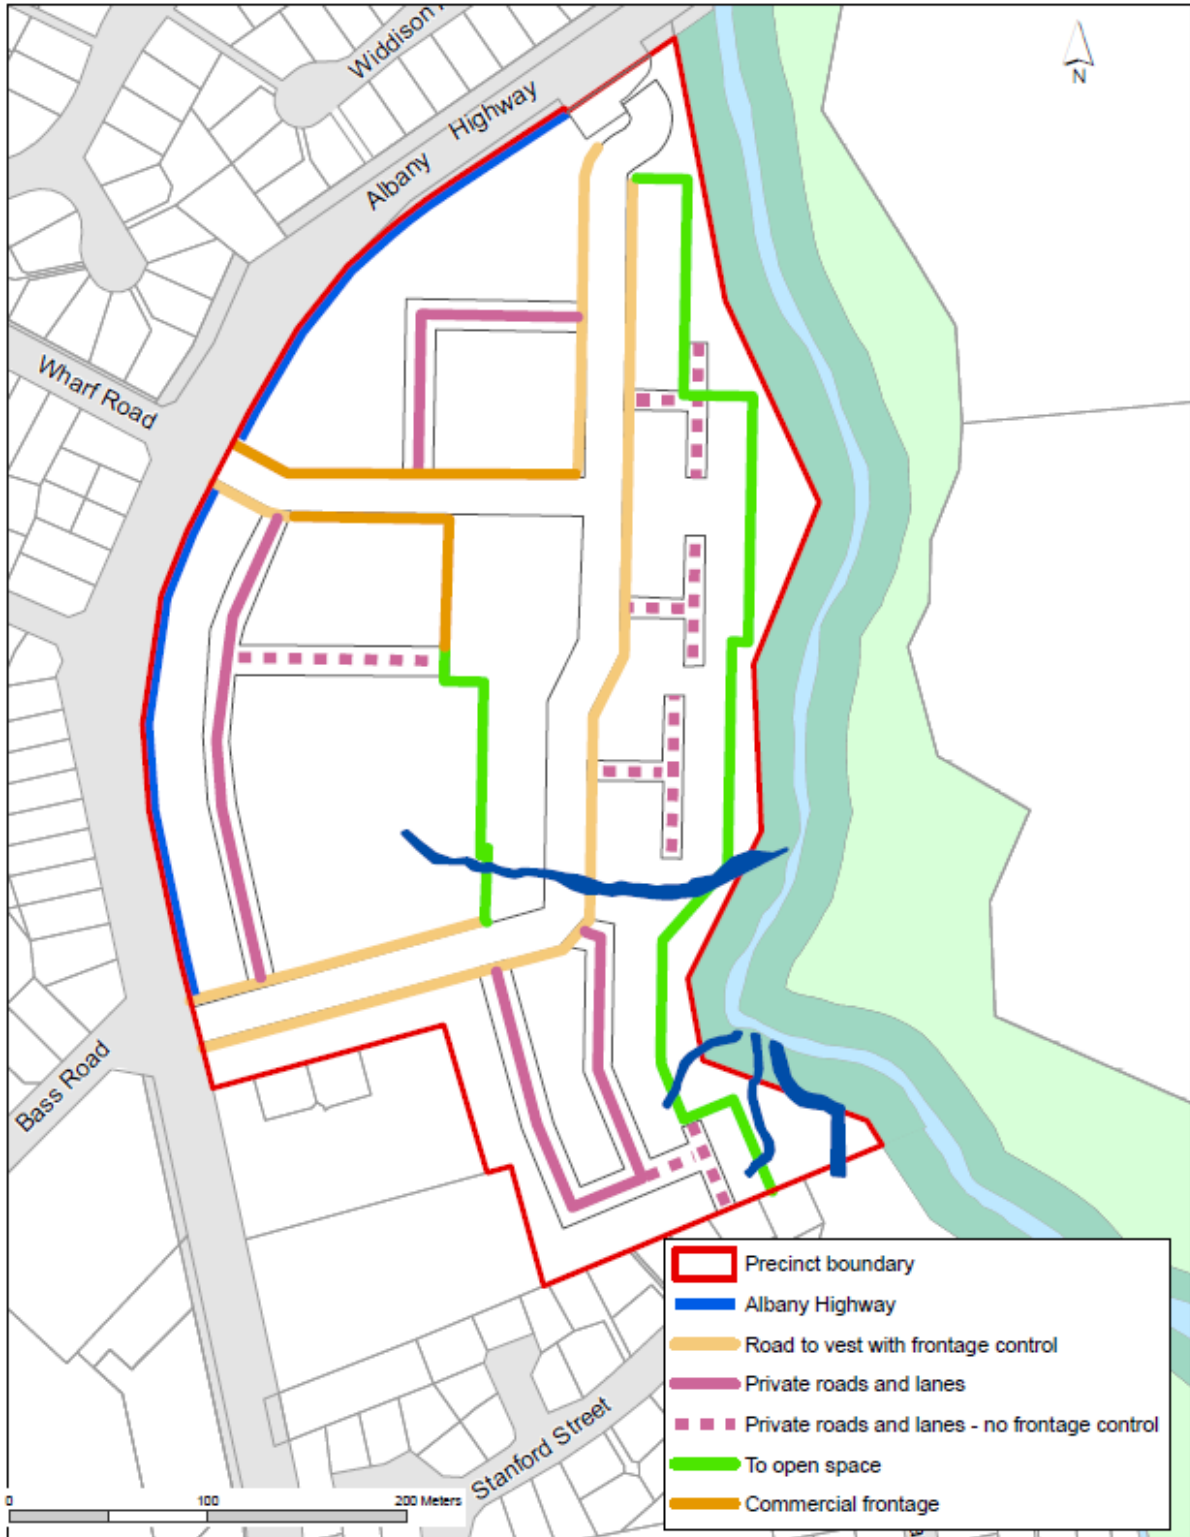 Widdison
Albany Highway
N
Wharf Road
Bass Road
Stanford Street
Precinct boundary
Albany Highway
Road to vest with frontage control
Private roads and lanes
Private roads and lanes - no frontage control
To open space
Commercial frontage
0 100 200 Meters